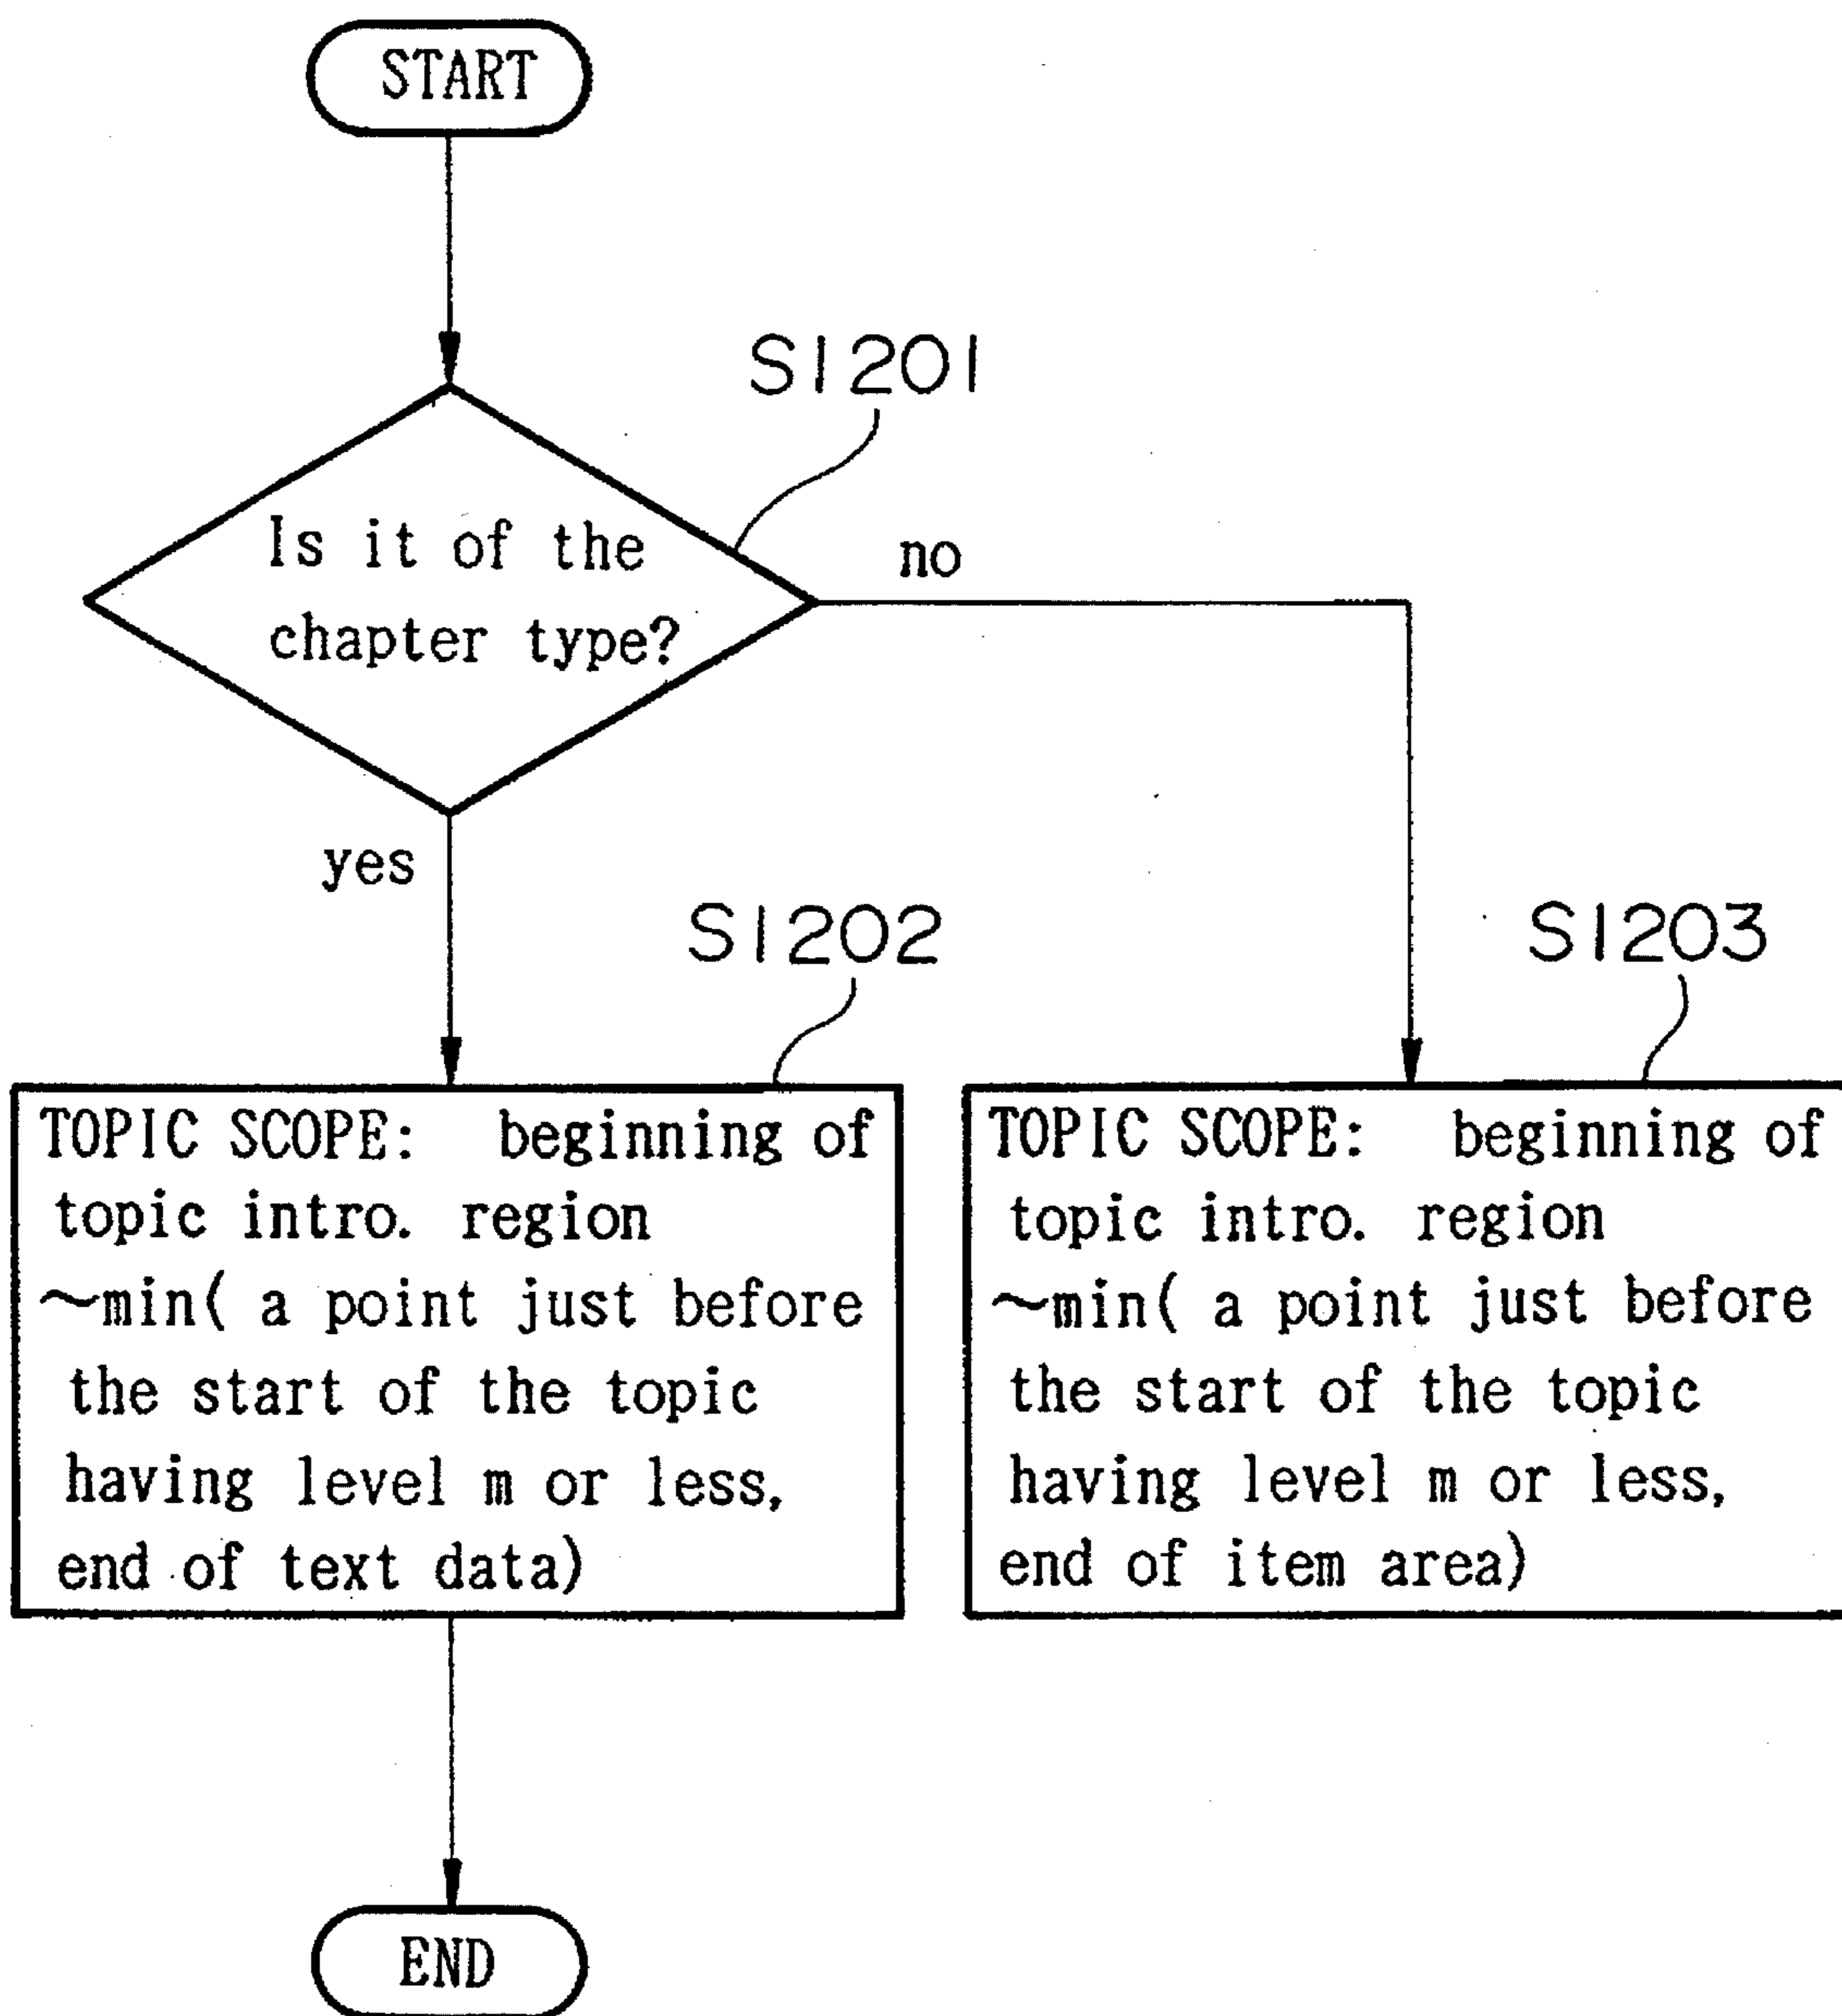 START
S1201
Is it of the
chapter type?
no
yes
S1202
S1203
TOPIC SCOPE: beginning of
topic intro. region
~min( a point just before
the start of the topic
having level m or less,
end of text data)
TOPIC SCOPE: beginning of
topic intro. region
~min( a point just before
the start of the topic
having level m or less,
end of item area)
END